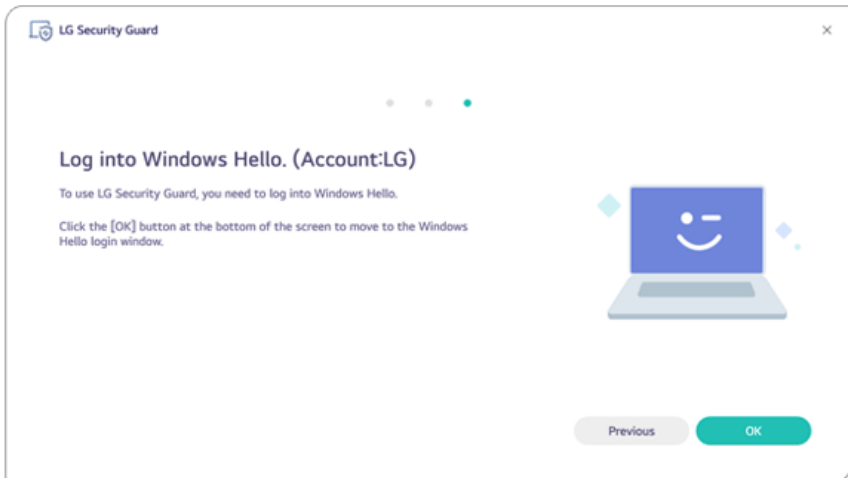 LG Security Guard
Log into Windows Hello. (Account:LG)
To use LG Security Guard, you need to log into Windows Hello.
Click the [OK] button at the bottom of the screen to move to the Windows
Hello login window.
Previous
OK